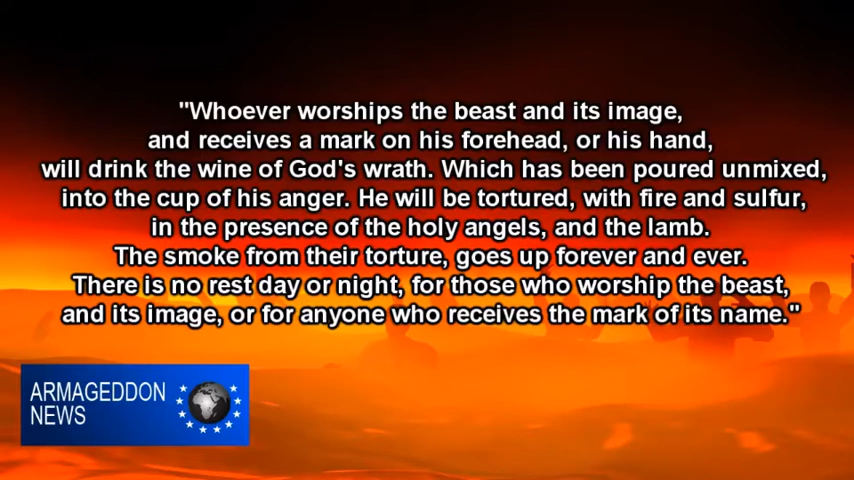 "Whoever worships the beast and its image,
and receives a mark on his forehead, or his hand,
will drink the wine of God's wrath. Which has been poured unmixed,
into the cup of his anger. He will be tortured, with fire and sulfur,
in the presence of the holy angels, and the lamb.
The smoke from their torture, goes up forever and ever.
There is no rest day or night, for those who worship the beast,
and its image, or for anyone who receives the mark of its name."
ARMAGEDDON
NEWS